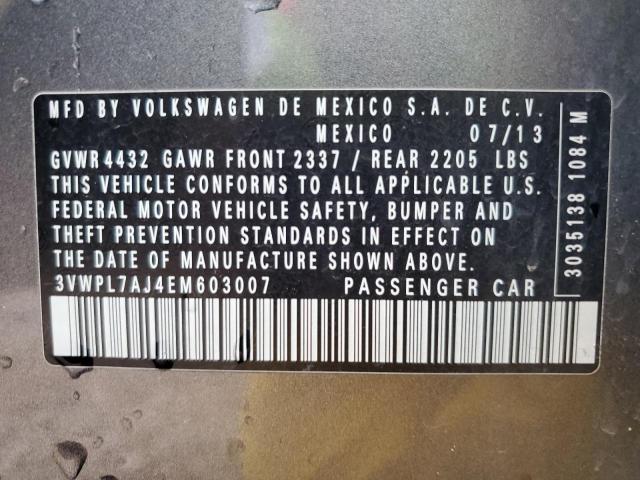 MFD BY VOLKSWAGEN DE MEXICO S.A. DE C.V.
MEXICO 07/13
GVWR4432 GAWR FRONT 2337 / REAR 2205 LBS
THIS VEHICLE CONFORMS TO ALL APPLICABLE U.S.
FEDERAL MOTOR VEHICLE SAFETY, BUMPER AND
THEFT PREVENTION STANDARDS IN EFFECT ON
THE DATE OF MANUFACTURE SHOWN ABOVE.
3VWPL7AJ4EM603007 PASSENGER CAR
3035138 1084 M